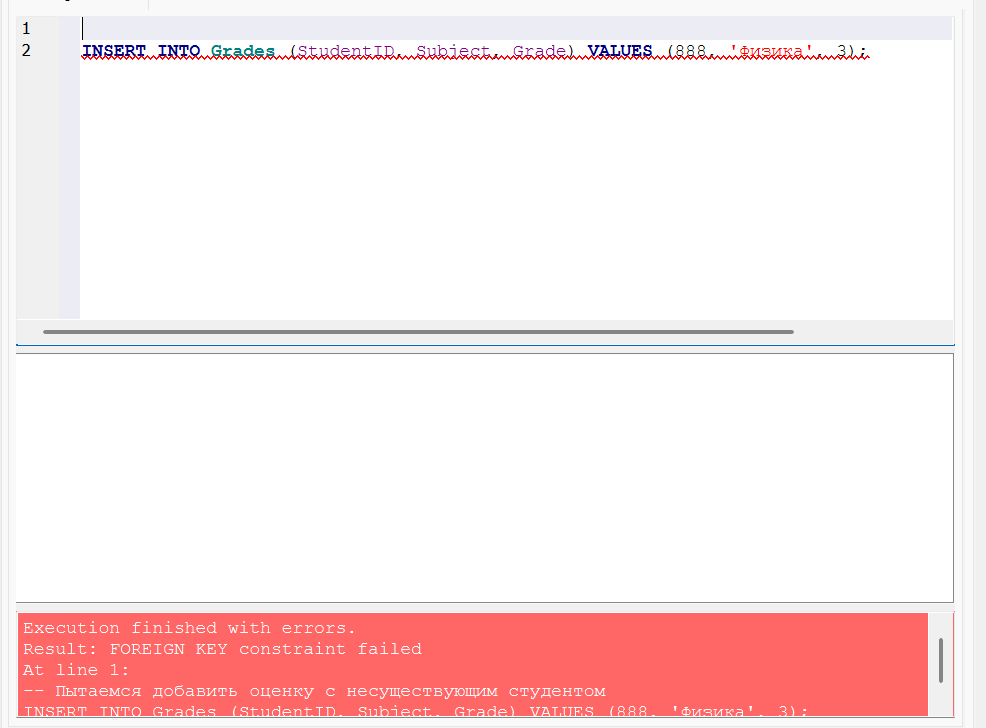 1
2 INSERT INTO Grades (StudentID, Subject, Grade) VALUES (888, 'Физика', 3);
Execution finished with errors.
Result: FOREIGN KEY constraint failed
At line 1:
-- Пытаемся добавить оценку с несуществующим студентом
INSERT INTO Grades (StudentID, Subject, Grade) VALUES (888, 'Физика', 3);